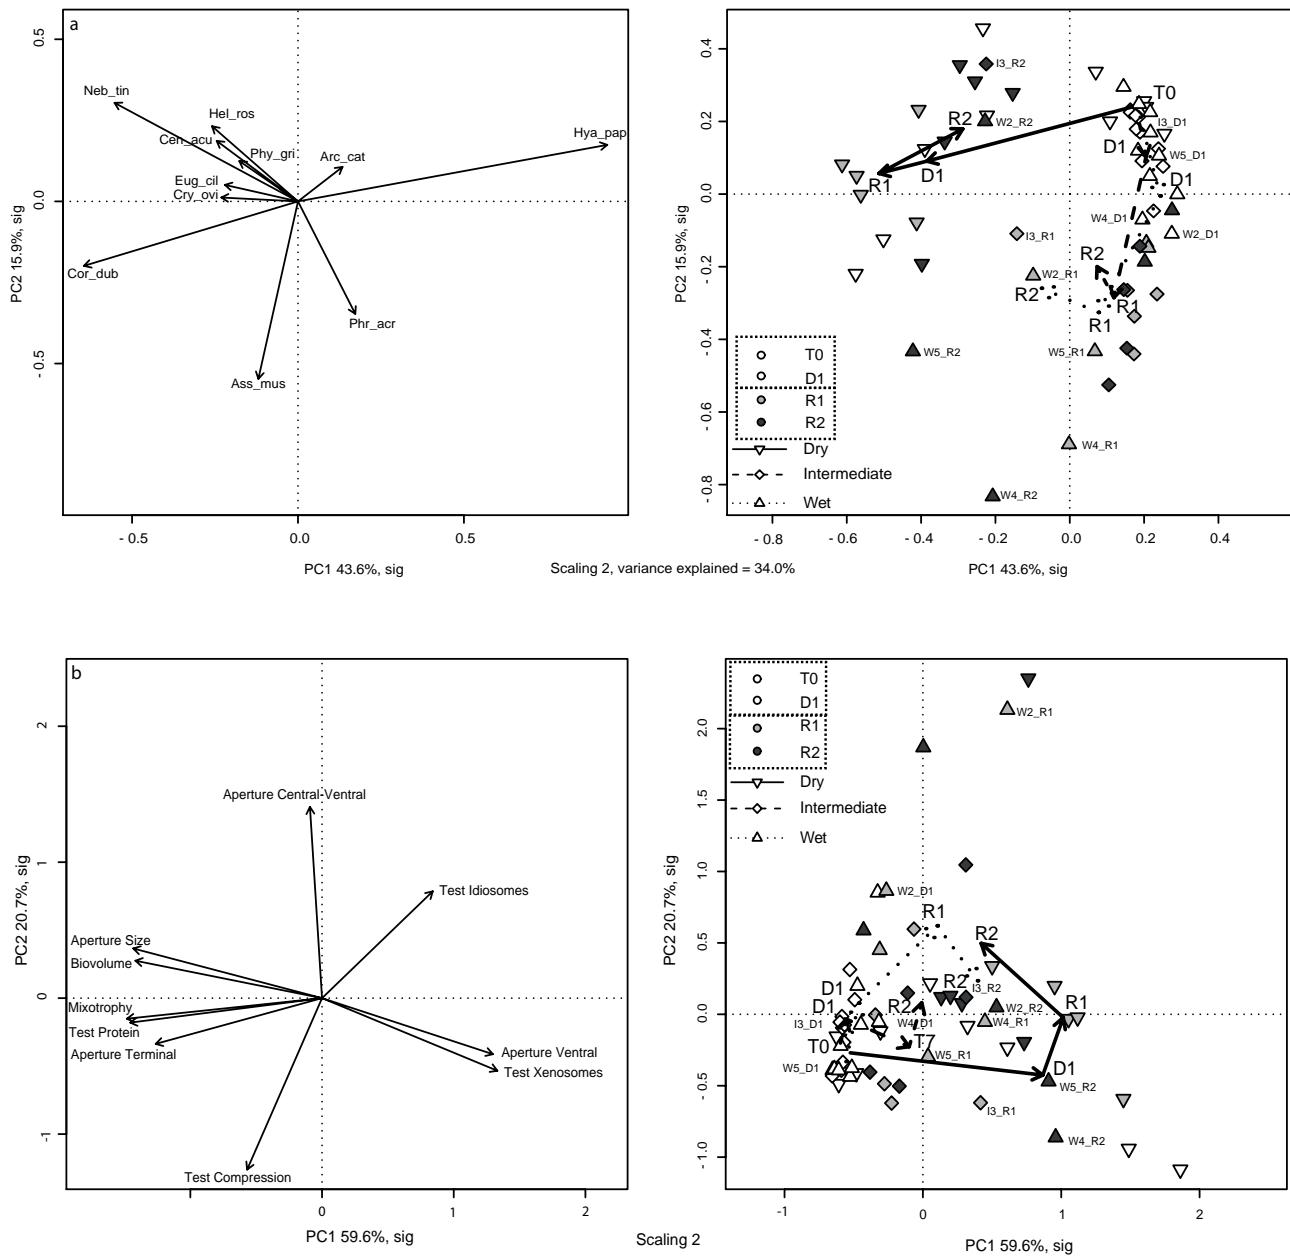 a
0.5
0.0
- 0.5
PC2 15.9%, sig
Neb_tin
Hel_ros
Cen_acu
Phy_gri
Arc_cat
Hya_pap
Eug_cil
Cry_ovi
Cor_dub
Phr_acr
Ass_mus
- 0.5
0.0
0.5
PC1 43.6%, sig
Scaling 2, variance explained = 34.0%
0.4
0.2
0.0
- 0.2
- 0.4
- 0.6
- 0.8
PC2 15.9%, sig
I3_R2
T0
R2
W2_R2
I3_D1
D1
W5_D1
D1
R1
D1
W4_D1
W2_D1
I3_R1
R2
W2_R1
R2
R1
R1
W5_R2
W5_R1
W4_R1
W4_R2
T0
D1
R1
R2
Dry
Intermediate
Wet
- 0.8
- 0.6
- 0.4
- 0.2
0.0
0.2
0.4
PC1 43.6%, sig
b
2
1
0
-1
PC2 20.7%, sig
Aperture Central-Ventral
Test Idiosomes
Aperture Size
Biovolume
Mixotrophy
Test Protein
Aperture Terminal
Aperture Ventral
Test Xenosomes
Test Compression
0
1
2
PC1 59.6%, sig
Scaling 2
2.0
1.5
1.0
0.5
0.0
- 0.5
- 1.0
PC2 20.7%, sig
T0
D1
R1
R2
Dry
Intermediate
Wet
W2_R1
W2_D1
R1
R2
D1
R2
I3_R2
D1
R2
W2_R2
R1
I3_D1
W4_D1
W4_R1
T0
T7
W5_R1
W5_D1
D1
W5_R2
I3_R1
W4_R2
-1
0
1
2
PC1 59.6%, sig